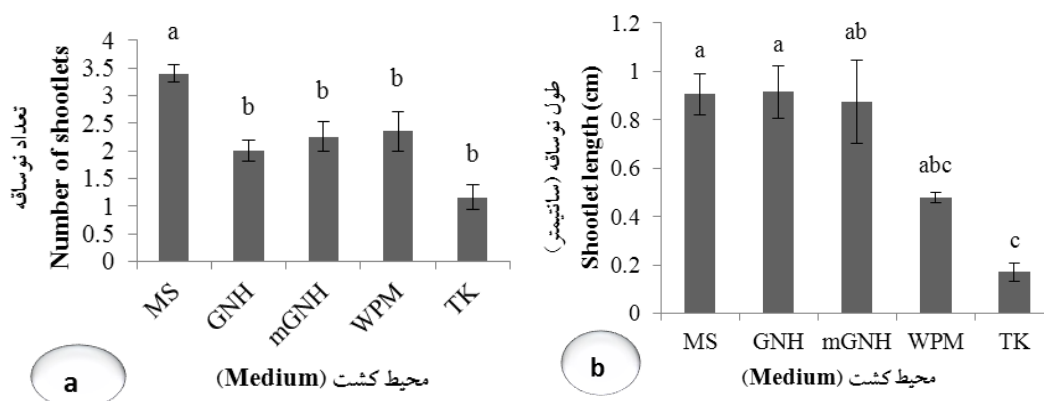 تعداد نوساقه
Number of shootlets
4
3.5
3
2.5
2
1.5
1
0.5
0
a
b
b
b
b
MS
GNH
mGNH
WPM
TK
محیط کشت (Medium)
a
طول نوساقه (سانتیمتر)
Shootlet length (cm)
1.2
1
0.8
0.6
0.4
0.2
0
a
a
ab
abc
c
MS
GNH
mGNH
WPM
TK
محیط کشت (Medium)
b